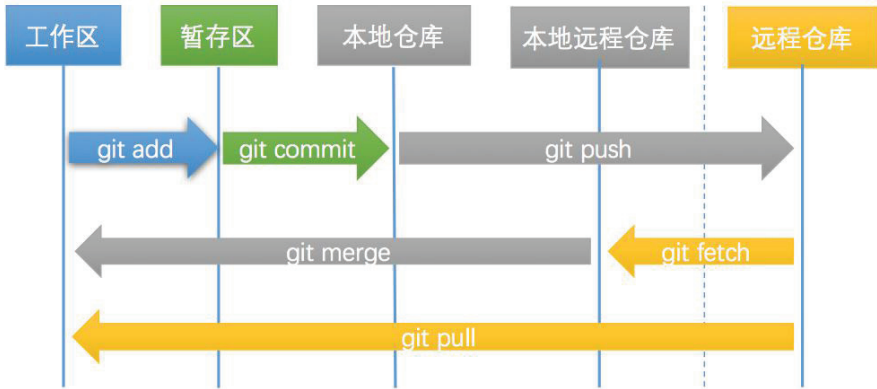 工作区 暂存区 本地仓库 本地远程仓库 远程仓库
git add git commit git push
git merge git fetch
git pull